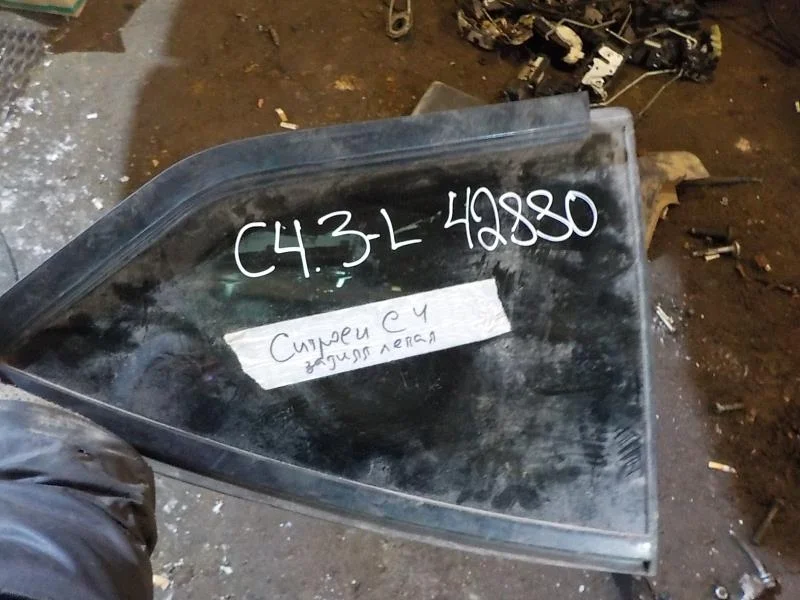 C4.3-L 42880
Ситроен С 4
задняя левая